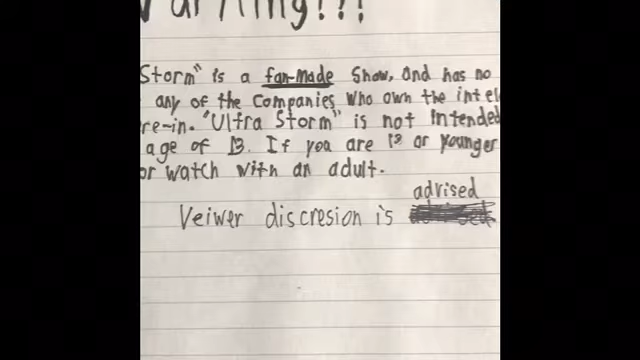 Warning!!!
Storm" is a fan-made show, and has no
any of the companies who own the intel
re-in. "Ultra Storm" is not intended
age of 13. If you are 12 or younger
or watch with an adult.
advised
Veiwer discresion is